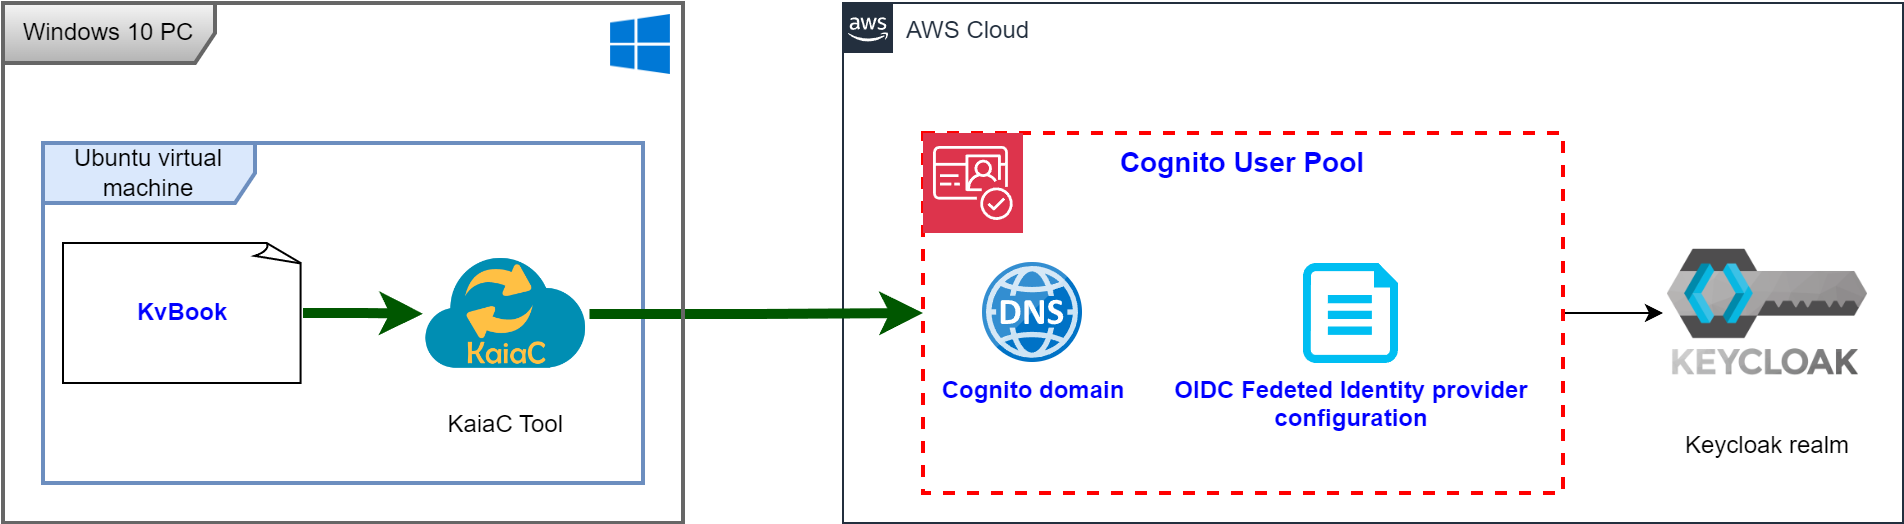 Windows 10 PC
aws
AWS Cloud
Ubuntu virtual
machine
Cognito User Pool
KvBook
KaiaC
DNS
KEYCLOAK
Cognito domain
OIDC Fedeted Identity provider
configuration
KaiaC Tool
Keycloak realm